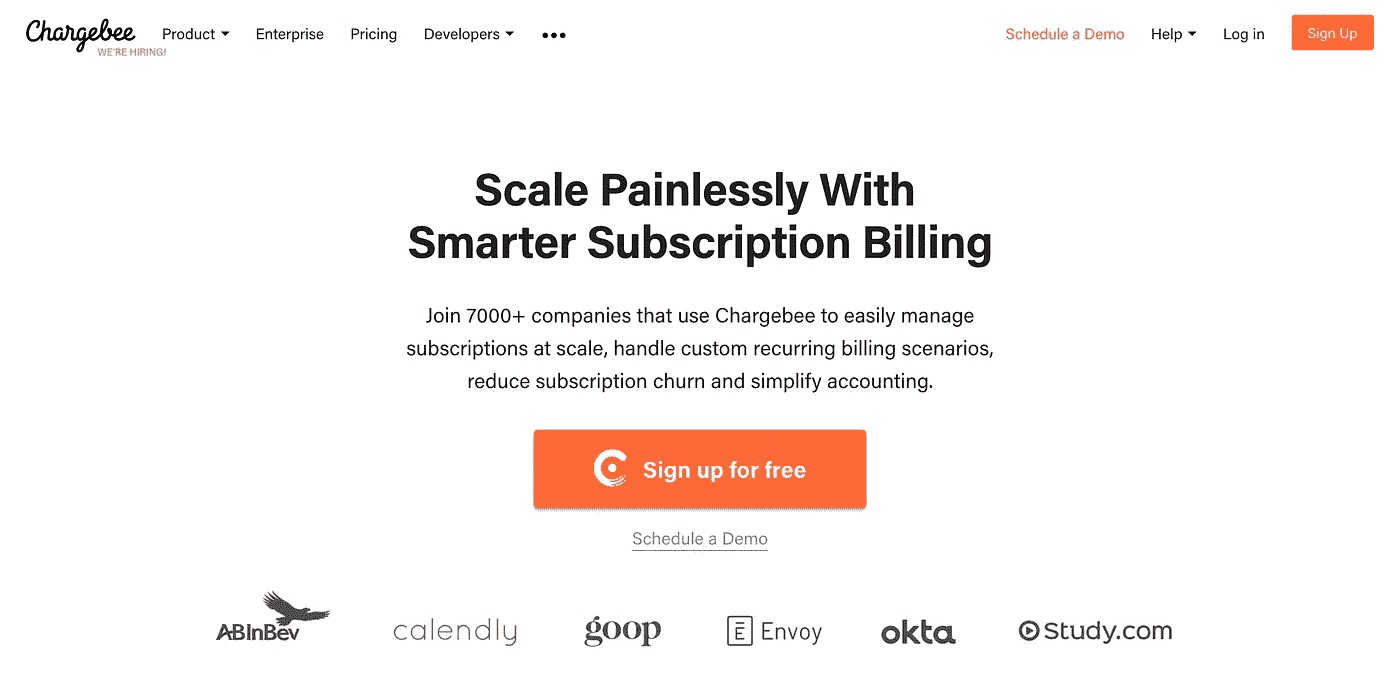 Chargebee
WE'RE HIRING!
Product
Enterprise
Pricing
Developers
Schedule a Demo
Help
Log in
Sign Up
Scale Painlessly With
Smarter Subscription Billing
Join 7000+ companies that use Chargebee to easily manage
subscriptions at scale, handle custom recurring billing scenarios,
reduce subscription churn and simplify accounting.
Sign up for free
Schedule a Demo
ABInBev
calendly
goop
Envoy
okta
Study.com